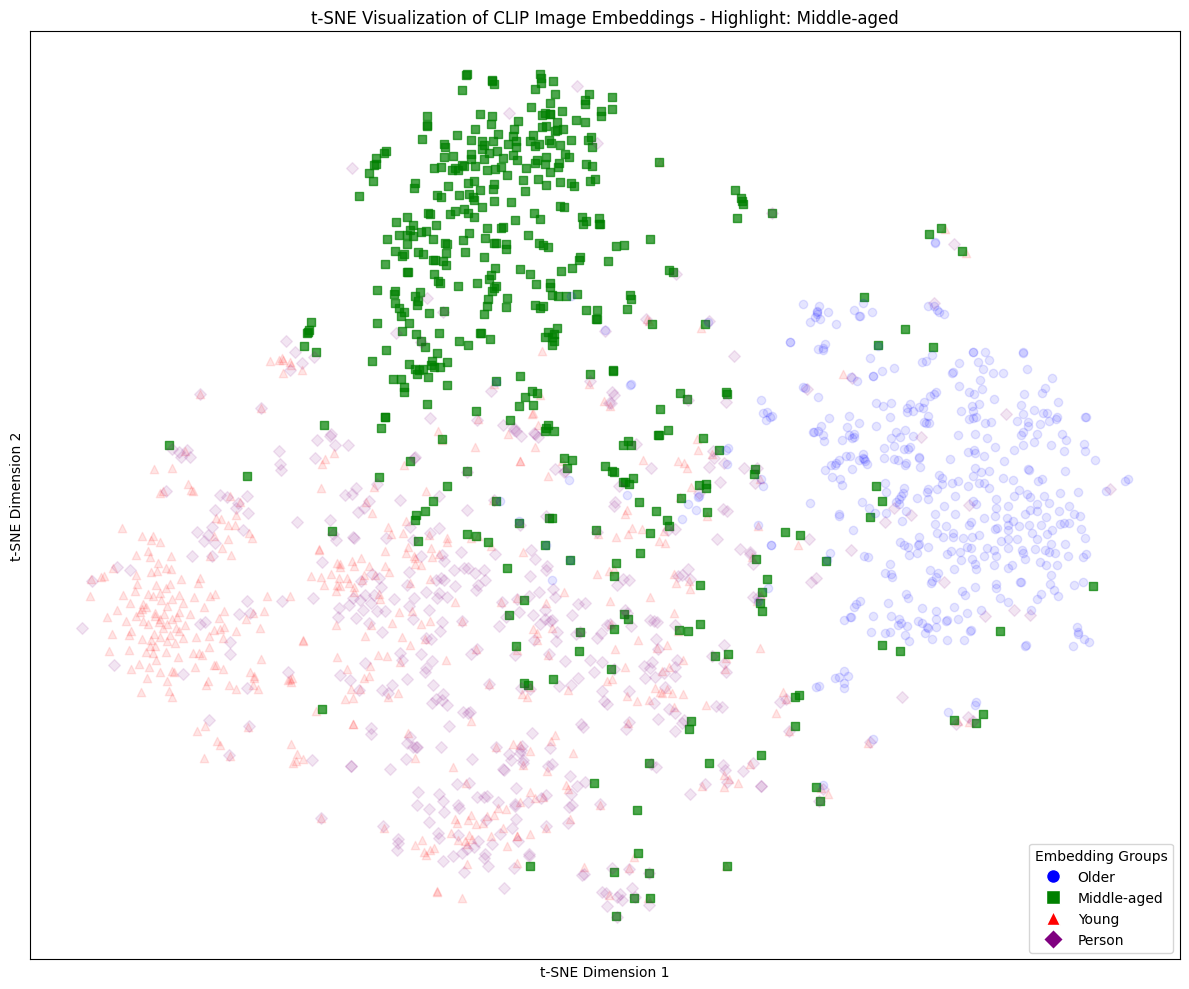 t-SNE Visualization of CLIP Image Embeddings - Highlight: Middle-aged
t-SNE Dimension 2
Embedding Groups
Older
Middle-aged
Young
Person
t-SNE Dimension 1